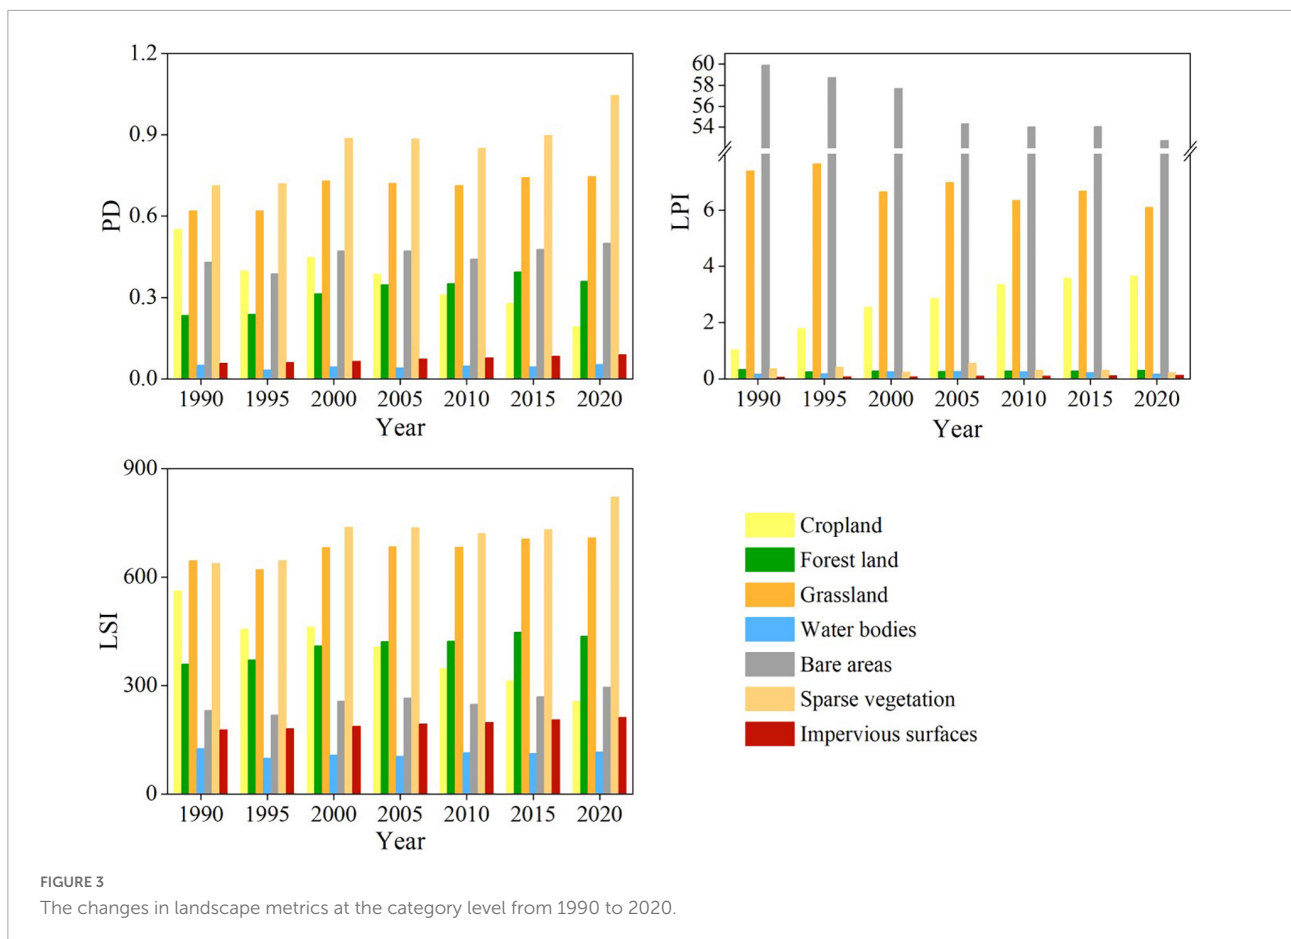 1.2
0.9
0.6
0.3
0.0
PD
1990 1995 2000 2005 2010 2015 2020
Year
60
58
56
54
6
4
2
0
LPI
1990 1995 2000 2005 2010 2015 2020
Year
900
600
300
0
LSI
1990 1995 2000 2005 2010 2015 2020
Year
Cropland
Forest land
Grassland
Water bodies
Bare areas
Sparse vegetation
Impervious surfaces
FIGURE 3
The changes in landscape metrics at the category level from 1990 to 2020.